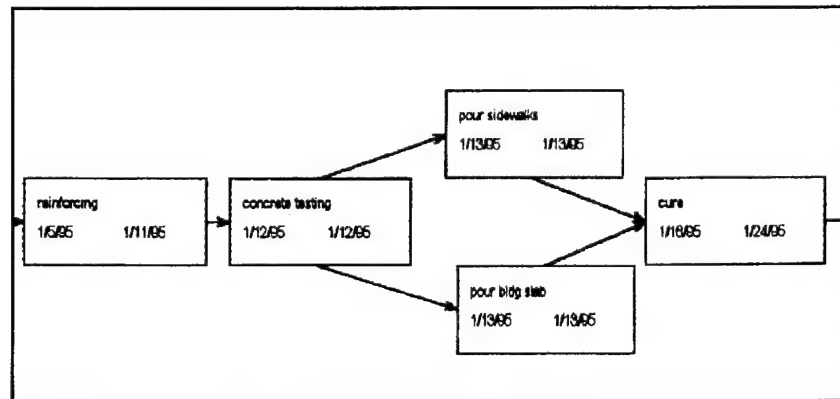 pour sidewalks
1/13/95 1/13/95
reinforcing
1/5/95 1/11/95
concrete testing
1/12/95 1/12/95
cure
1/16/95 1/24/95
pour bldg slab
1/13/95 1/13/95